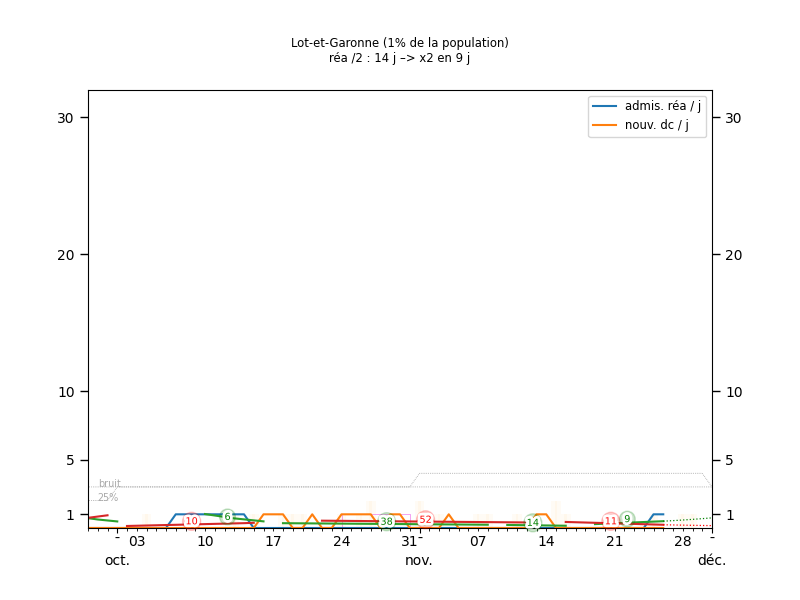 Lot-et-Garonne (1% de la population)
réa /2 : 14 j –> x2 en 9 j
admis. réa / j
nouv. dc / j
30 30
20 20
10 10
5 5
1 1
bruit
25%
10 6 38 52 14 11 9
- 03 10 17 24 31 - 07 14 21 28 -
oct. nov. déc.